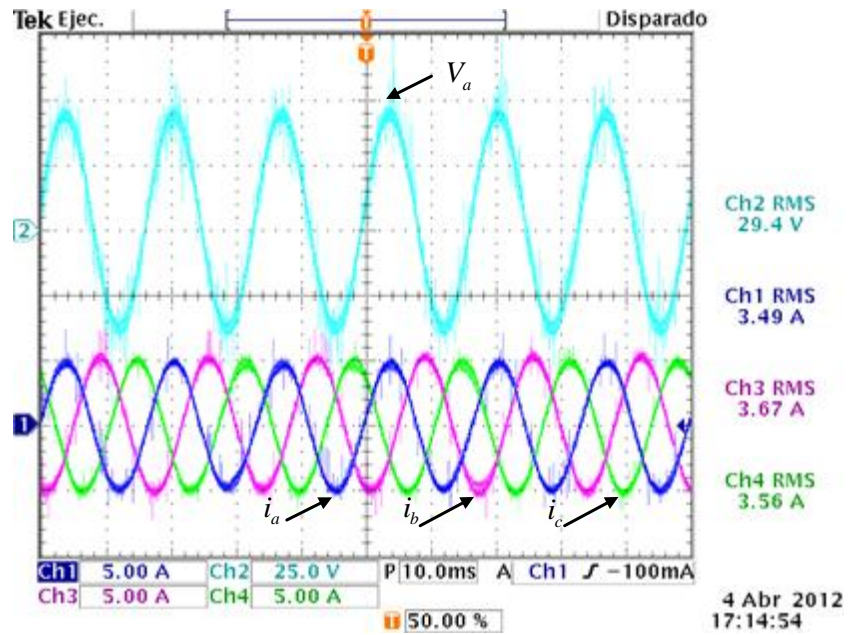 Tek Ejec. Disparado
T
T
Va
2
Ch2 RMS
29.4 V
Ch1 RMS
3.49 A
1
Ch3 RMS
3.67 A
Ch4 RMS
3.56 A
ia ib ic
Ch1 5.00 A Ch2 25.0 V P 10.0ms A Ch1 ∫ −100mA
Ch3 5.00 A Ch4 5.00 A
T 50.00 %
4 Abr 2012
17:14:54